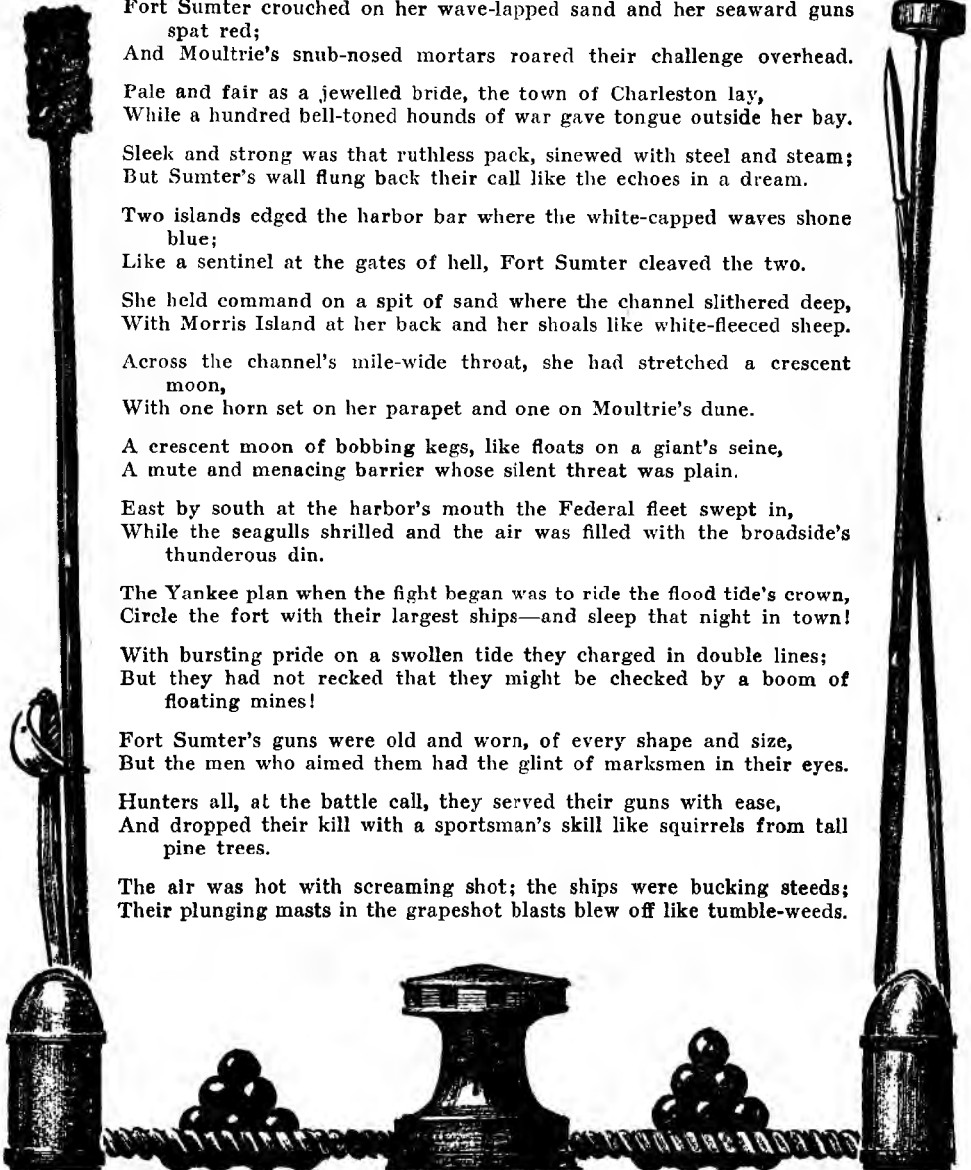 Fort Sumter crouched on her wave-lapped sand and her seaward guns
spat red;
And Moultrie's snub-nosed mortars roared their challenge overhead.
Pale and fair as a jewelled bride, the town of Charleston lay,
While a hundred bell-toned hounds of war gave tongue outside her bay.
Sleek and strong was that ruthless pack, sinewed with steel and steam;
But Sumter's wall flung back their call like the echoes in a dream.
Two islands edged the harbor bar where the white-capped waves shone
blue;
Like a sentinel at the gates of hell, Fort Sumter cleaved the two.
She held command on a spit of sand where the channel slithered deep,
With Morris Island at her back and her shoals like white-fleeced sheep.
Across the channel's mile-wide throat, she had stretched a crescent
moon,
With one horn set on her parapet and one on Moultrie's dune.
A crescent moon of bobbing kegs, like floats on a giant's seine,
A mute and menacing barrier whose silent threat was plain.
East by south at the harbor's mouth the Federal fleet swept in,
While the seagulls shrilled and the air was filled with the broadside's
thunderous din.
The Yankee plan when the fight began was to ride the flood tide's crown,
Circle the fort with their largest ships—and sleep that night in town!
With bursting pride on a swollen tide they charged in double lines;
But they had not recked that they might be checked by a boom of
floating mines!
Fort Sumter's guns were old and worn, of every shape and size,
But the men who aimed them had the glint of marksmen in their eyes.
Hunters all, at the battle call, they served their guns with ease,
And dropped their kill with a sportsman's skill like squirrels from tall
pine trees.
The air was hot with screaming shot; the ships were bucking steeds;
Their plunging masts in the grapeshot blasts blew off like tumble-weeds.